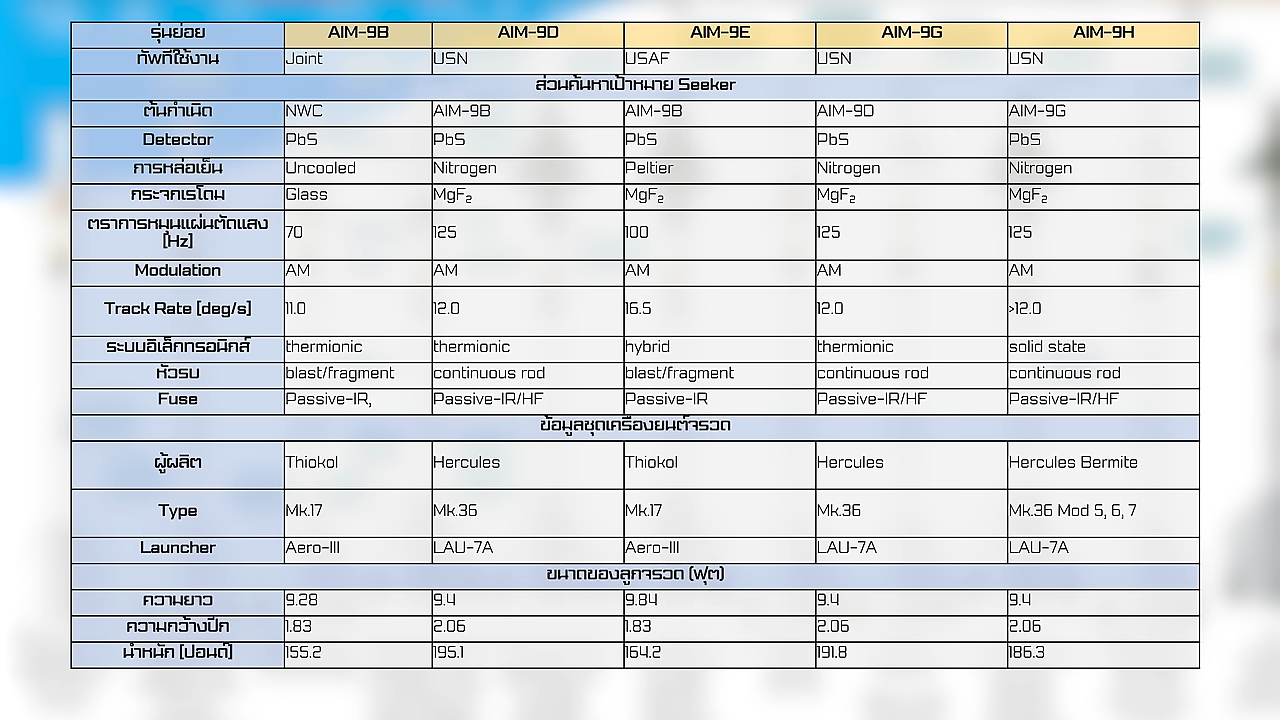 รุ่นย่อย AIM-9B AIM-9D AIM-9E AIM-9G AIM-9H
ทัพที่ใช้งาน Joint USN USAF USN USN
ส่วนค้นหาเป้าหมาย Seeker
ต้นกำเนิด NWC AIM-9B AIM-9B AIM-9D AIM-9G
Detector PbS PbS PbS PbS PbS
การหล่อเย็น Uncooled Nitrogen Peltier Nitrogen Nitrogen
กระจกเรโดม Glass MgF₂ MgF₂ MgF₂ MgF₂
ตราการหมุนแผ่นตัดแสง
[Hz] 70 125 100 125 125
Modulation AM AM AM AM AM
Track Rate [deg/s] 11.0 12.0 16.5 12.0 >12.0
ระบบอิเล็กทรอนิกส์ thermionic thermionic hybrid thermionic solid state
หัวรบ blast/fragment continuous rod blast/fragment continuous rod continuous rod
Fuse Passive-IR, Passive-IR/HF Passive-IR Passive-IR/HF Passive-IR/HF
ข้อมูลชุดเครื่องยนต์จรวด
ผู้ผลิต Thiokol Hercules Thiokol Hercules Hercules Bermite
Type Mk.17 Mk.36 Mk.17 Mk.36 Mk.36 Mod 5, 6, 7
Launcher Aero-III LAU-7A Aero-III LAU-7A LAU-7A
ขนาดของลูกจรวด (ฟุต)
ความยาว 9.28 9.4 9.84 9.4 9.4
ความกว้างปีก 1.83 2.06 1.83 2.06 2.06
น้ำหนัก [ปอนด์] 155.2 195.1 164.2 191.8 186.3